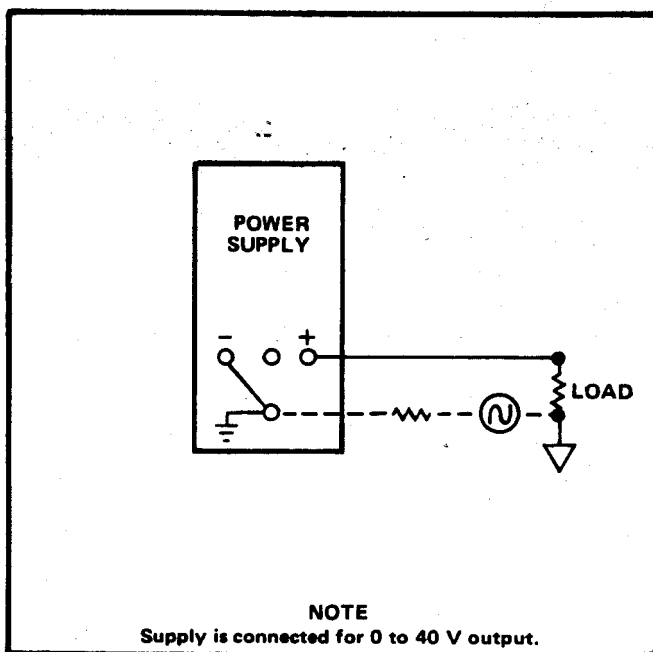 POWER
SUPPLY
- +
LOAD
NOTE
Supply is connected for 0 to 40 V output.